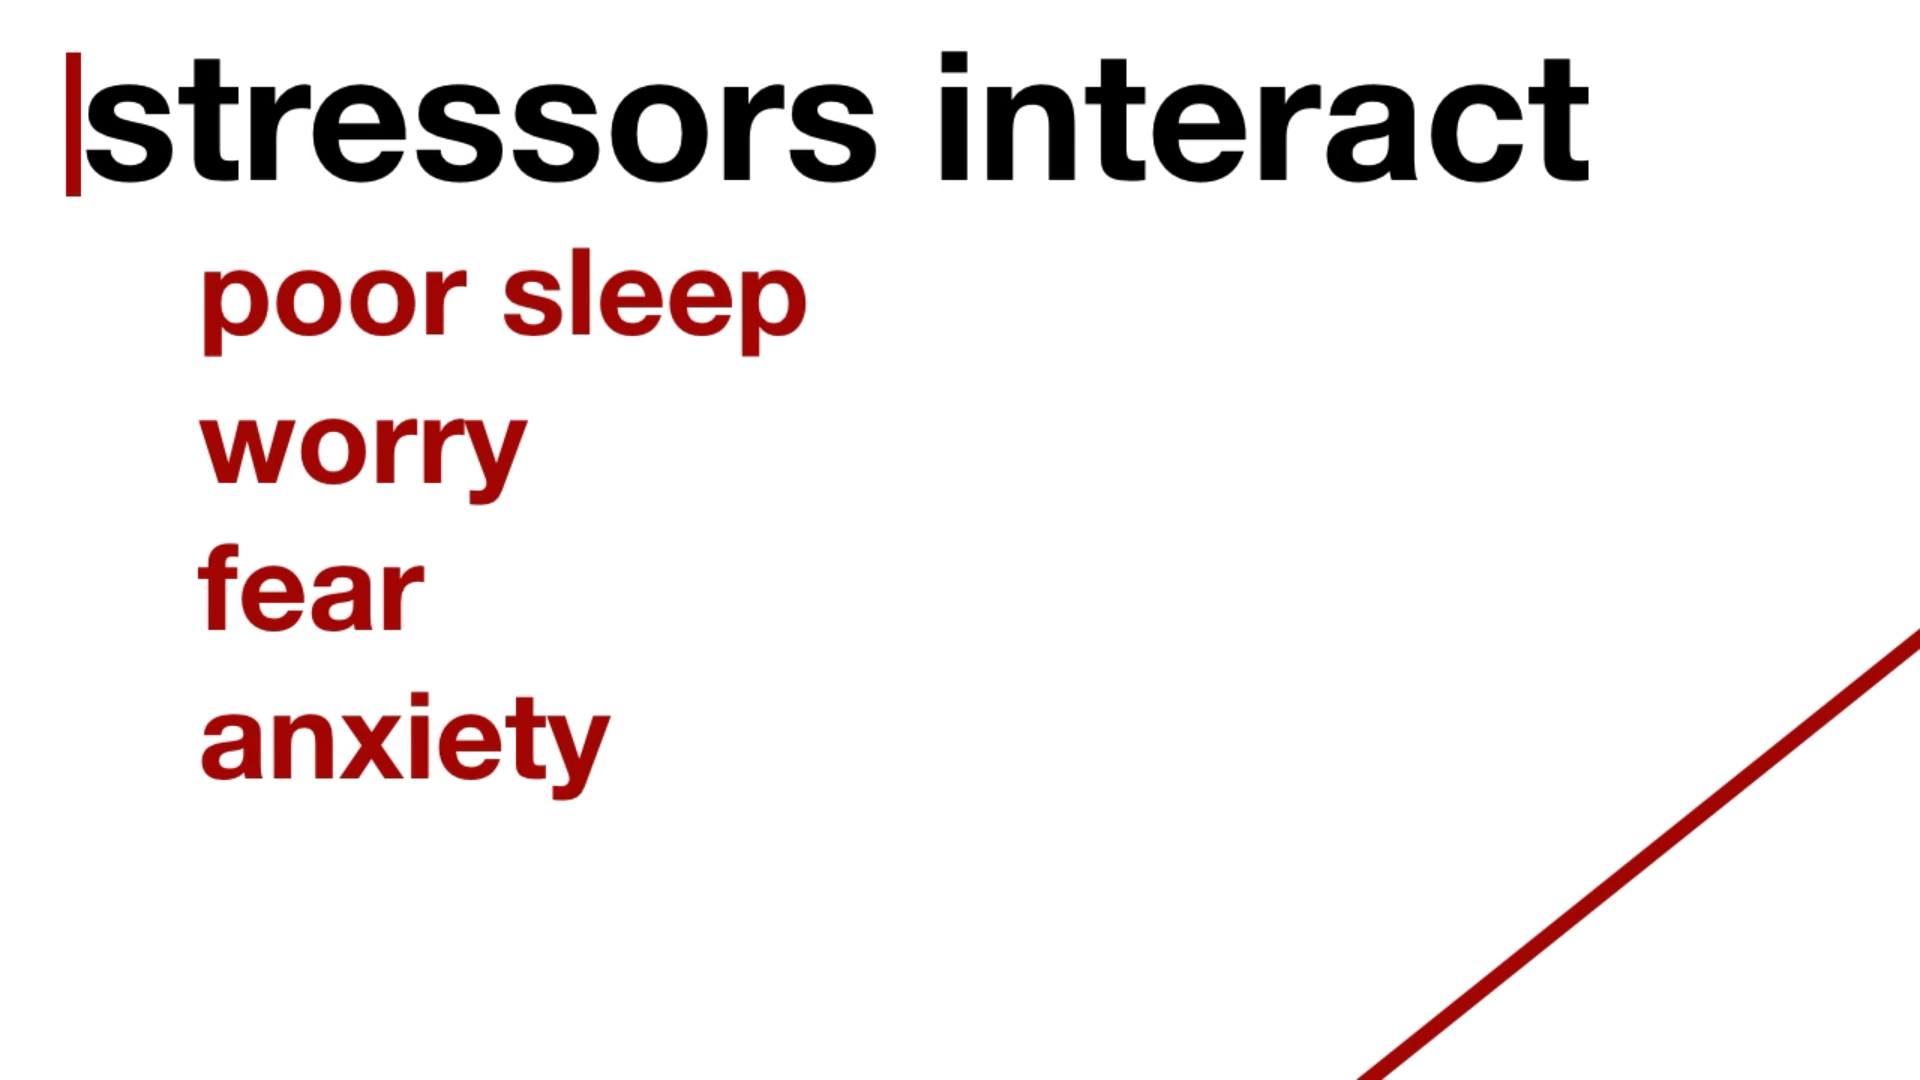 stressors interact
poor sleep
worry
fear
anxiety